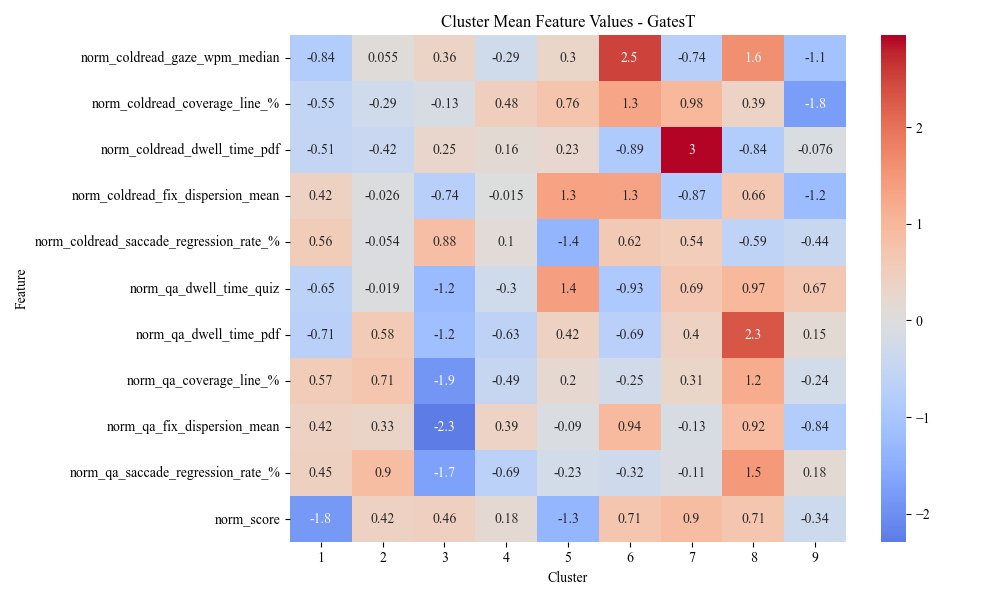 Cluster Mean Feature Values - GatesT
norm_coldread_gaze_wpm_median -0.84 0.055 0.36 -0.29 0.3 2.5 -0.74 1.6 -1.1
norm_coldread_coverage_line_% -0.55 -0.29 -0.13 0.48 0.76 1.3 0.98 0.39 -1.8
norm_coldread_dwell_time_pdf -0.51 -0.42 0.25 0.16 0.23 -0.89 3 -0.84 -0.076
norm_coldread_fix_dispersion_mean 0.42 -0.026 -0.74 -0.015 1.3 1.3 -0.87 0.66 -1.2
norm_coldread_saccade_regression_rate_% 0.56 -0.054 0.88 0.1 -1.4 0.62 0.54 -0.59 -0.44
norm_qa_dwell_time_quiz -0.65 -0.019 -1.2 -0.3 1.4 -0.93 0.69 0.97 0.67
norm_qa_dwell_time_pdf -0.71 0.58 -1.2 -0.63 0.42 -0.69 0.4 2.3 0.15
norm_qa_coverage_line_% 0.57 0.71 -1.9 -0.49 0.2 -0.25 0.31 1.2 -0.24
norm_qa_fix_dispersion_mean 0.42 0.33 -2.3 0.39 -0.09 0.94 -0.13 0.92 -0.84
norm_qa_saccade_regression_rate_% 0.45 0.9 -1.7 -0.69 -0.23 -0.32 -0.11 1.5 0.18
norm_score -1.8 0.42 0.46 0.18 -1.3 0.71 0.9 0.71 -0.34
1 2 3 4 5 6 7 8 9
Cluster
Feature
2
1
0
−1
−2